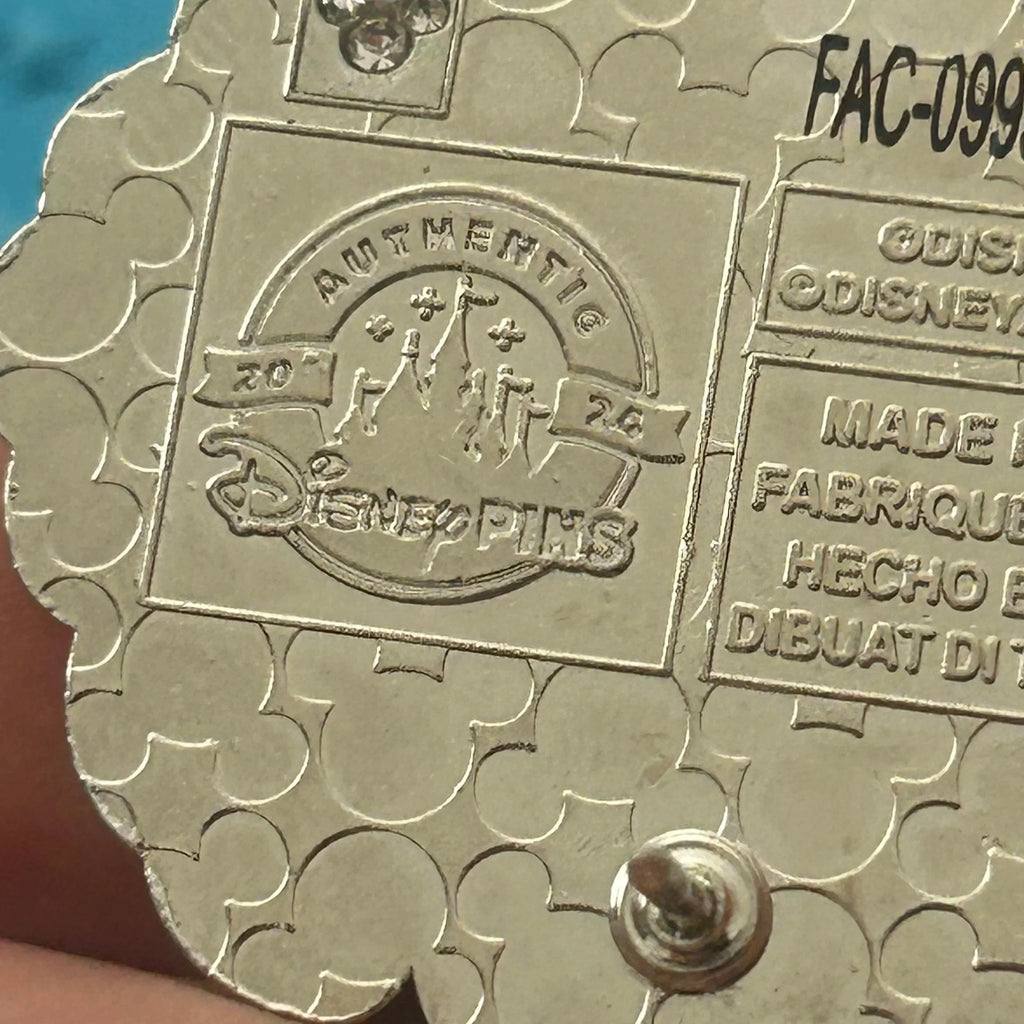 FAC-099
AUTHENTIC
20 24
Disney PINS
©DISN
©DISNEY
MADE
FABRIQUE
HECHO E
DIBUAT DI T